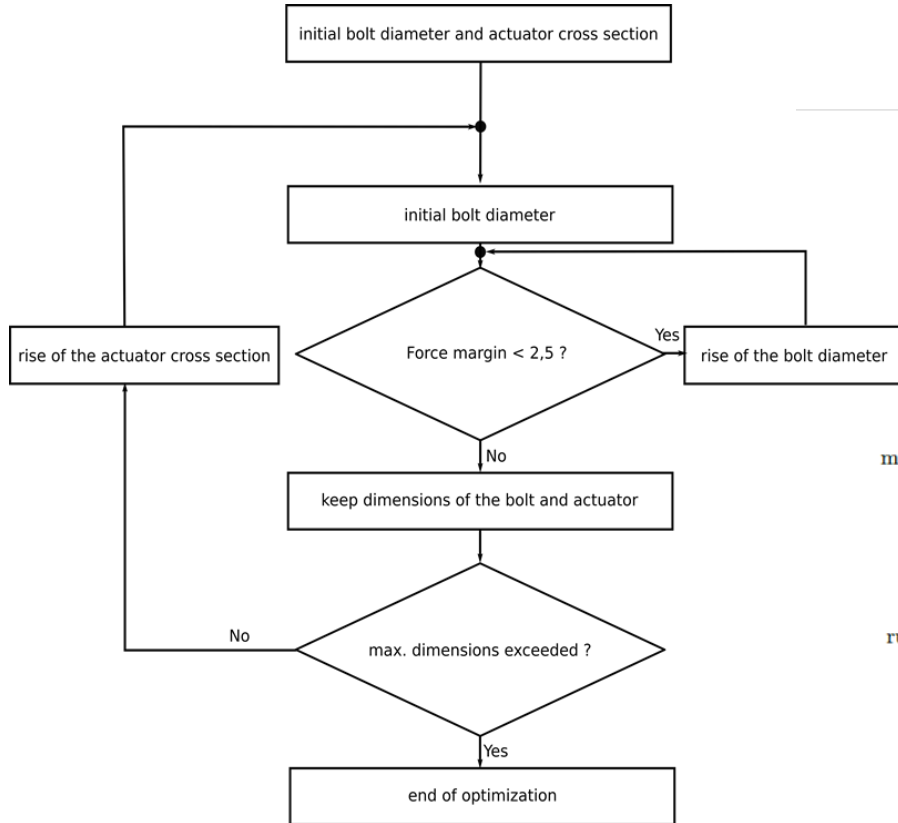 initial bolt diameter and actuator cross section
initial bolt diameter
Force margin < 2,5 ?
Yes
rise of the bolt diameter
rise of the actuator cross section
No
keep dimensions of the bolt and actuator
m
No
max. dimensions exceeded ?
ru
Yes
end of optimization